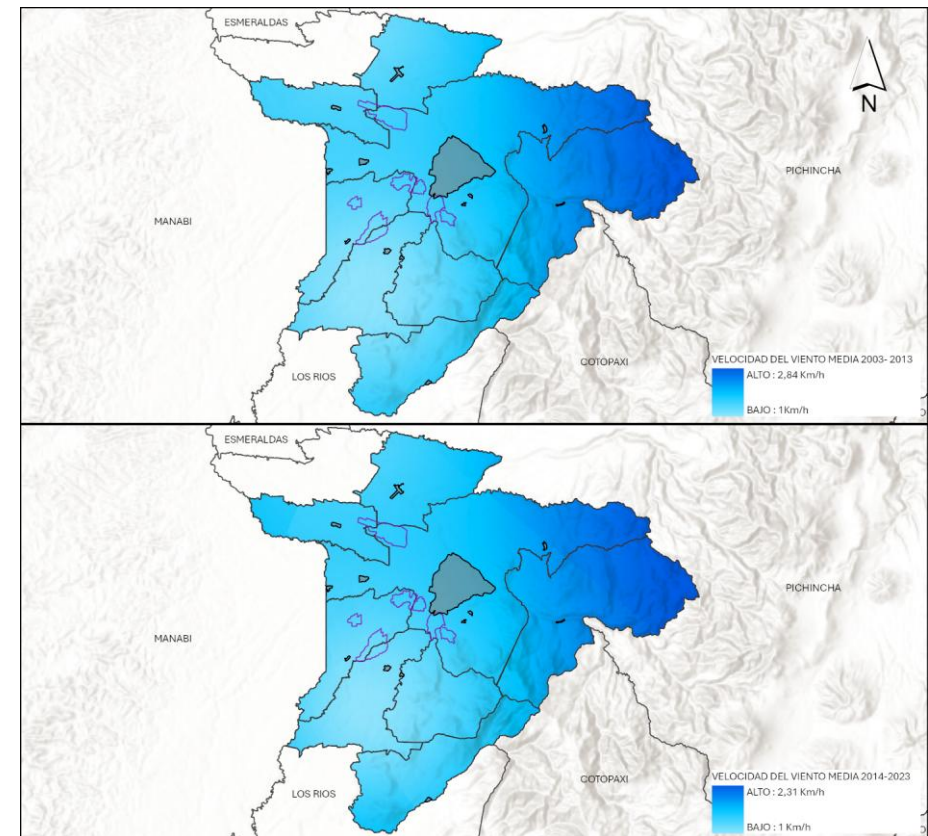 ESMERALDAS
N
PICHINCHA
MANABI
COTOPAXI
LOS RIOS
VELOCIDAD DEL VIENTO MEDIA 2003- 2013
ALTO : 2,84 Km/h
BAJO : 1Km/h
ESMERALDAS
PICHINCHA
MANABI
COTOPAXI
LOS RIOS
VELOCIDAD DEL VIENTO MEDIA 2014-2023
ALTO : 2,31 Km/h
BAJO : 1 Km/h